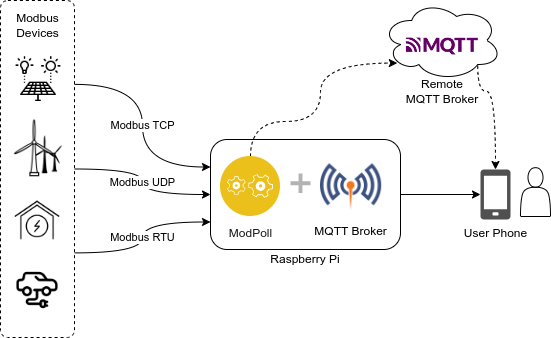 Modbus
Devices
Modbus TCP
Modbus UDP
Modbus RTU
ModPoll
MQTT Broker
Raspberry Pi
MQTT
Remote
MQTT Broker
User Phone